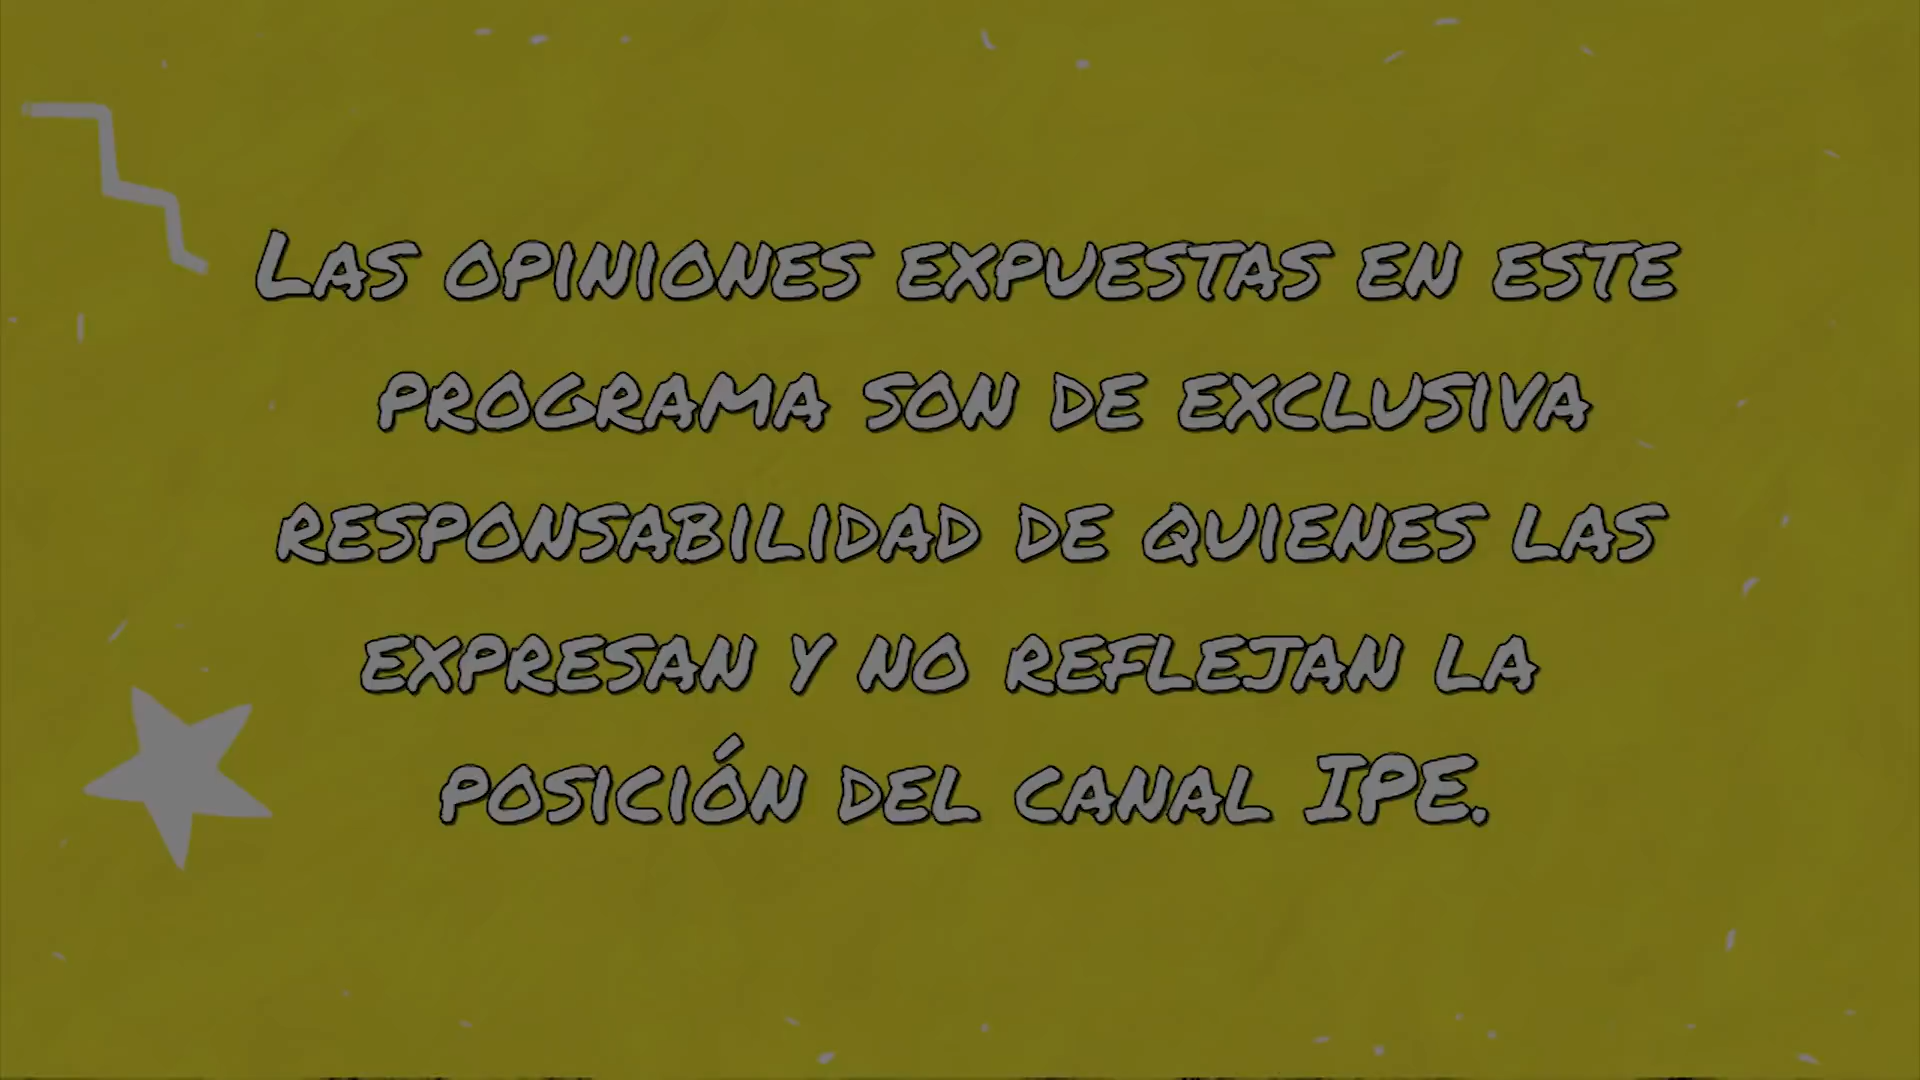 Las opiniones expuestas en este
programa son de exclusiva
responsabilidad de quienes las
expresan y no reflejan la
posición del canal IPE.